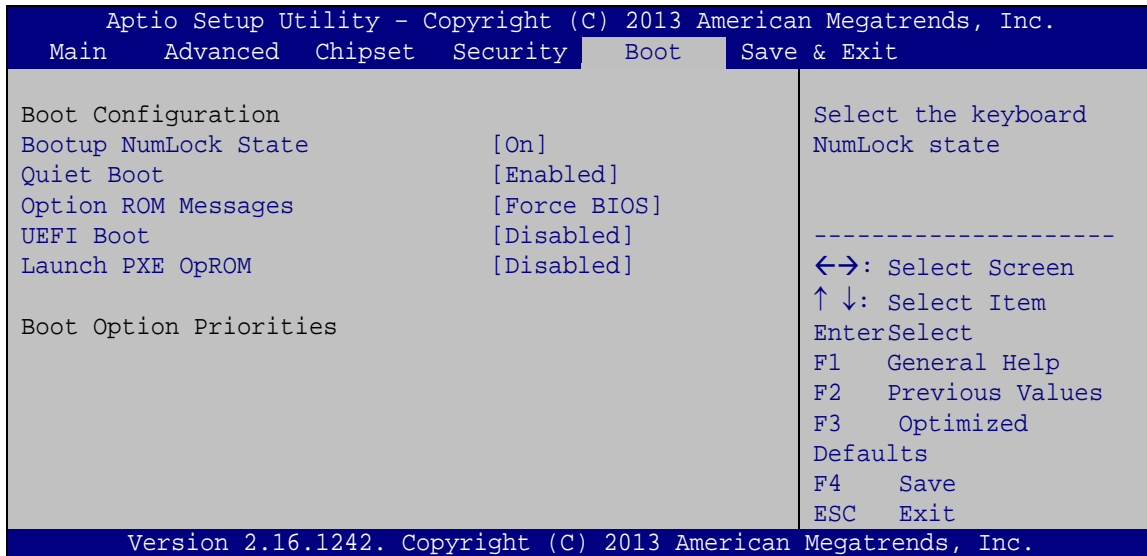 Aptio Setup Utility – Copyright (C) 2013 American Megatrends, Inc.
Main Advanced Chipset Security Boot Save & Exit
Boot Configuration
Bootup NumLock State [On]
Quiet Boot [Enabled]
Option ROM Messages [Force BIOS]
UEFI Boot [Disabled]
Launch PXE OpROM [Disabled]
Boot Option Priorities
Select the keyboard
NumLock state
---------------------
←→: Select Screen
↑ ↓: Select Item
EnterSelect
F1 General Help
F2 Previous Values
F3 Optimized
Defaults
F4 Save
ESC Exit
Version 2.16.1242. Copyright (C) 2013 American Megatrends, Inc.